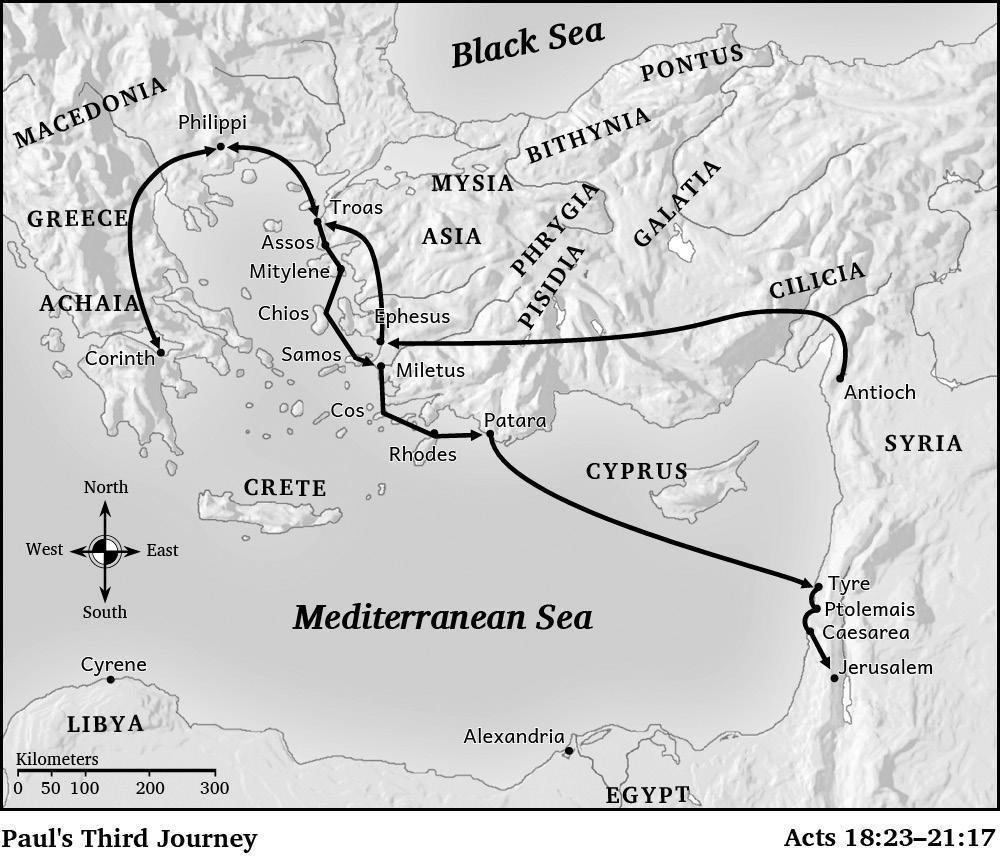 Black Sea
PONTUS
MACEDONIA
Philippi
BITHYNIA
MYSIA
GREECE
Troas
ASIA
PHRYGIA
GALATIA
Assos
Mitylene
PISIDIA
CILICIA
ACHAIA
Chios
Ephesus
Corinth
Samos
Miletus
Antioch
Cos
Patara
Rhodes
SYRIA
CYPRUS
CRETE
North
West
East
South
Tyre
Ptolemais
Mediterranean Sea
Caesarea
Cyrene
Jerusalem
LIBYA
Alexandria
Kilometers
0 50 100 200 300
EGYPT
Paul's Third Journey
Acts 18:23–21:17